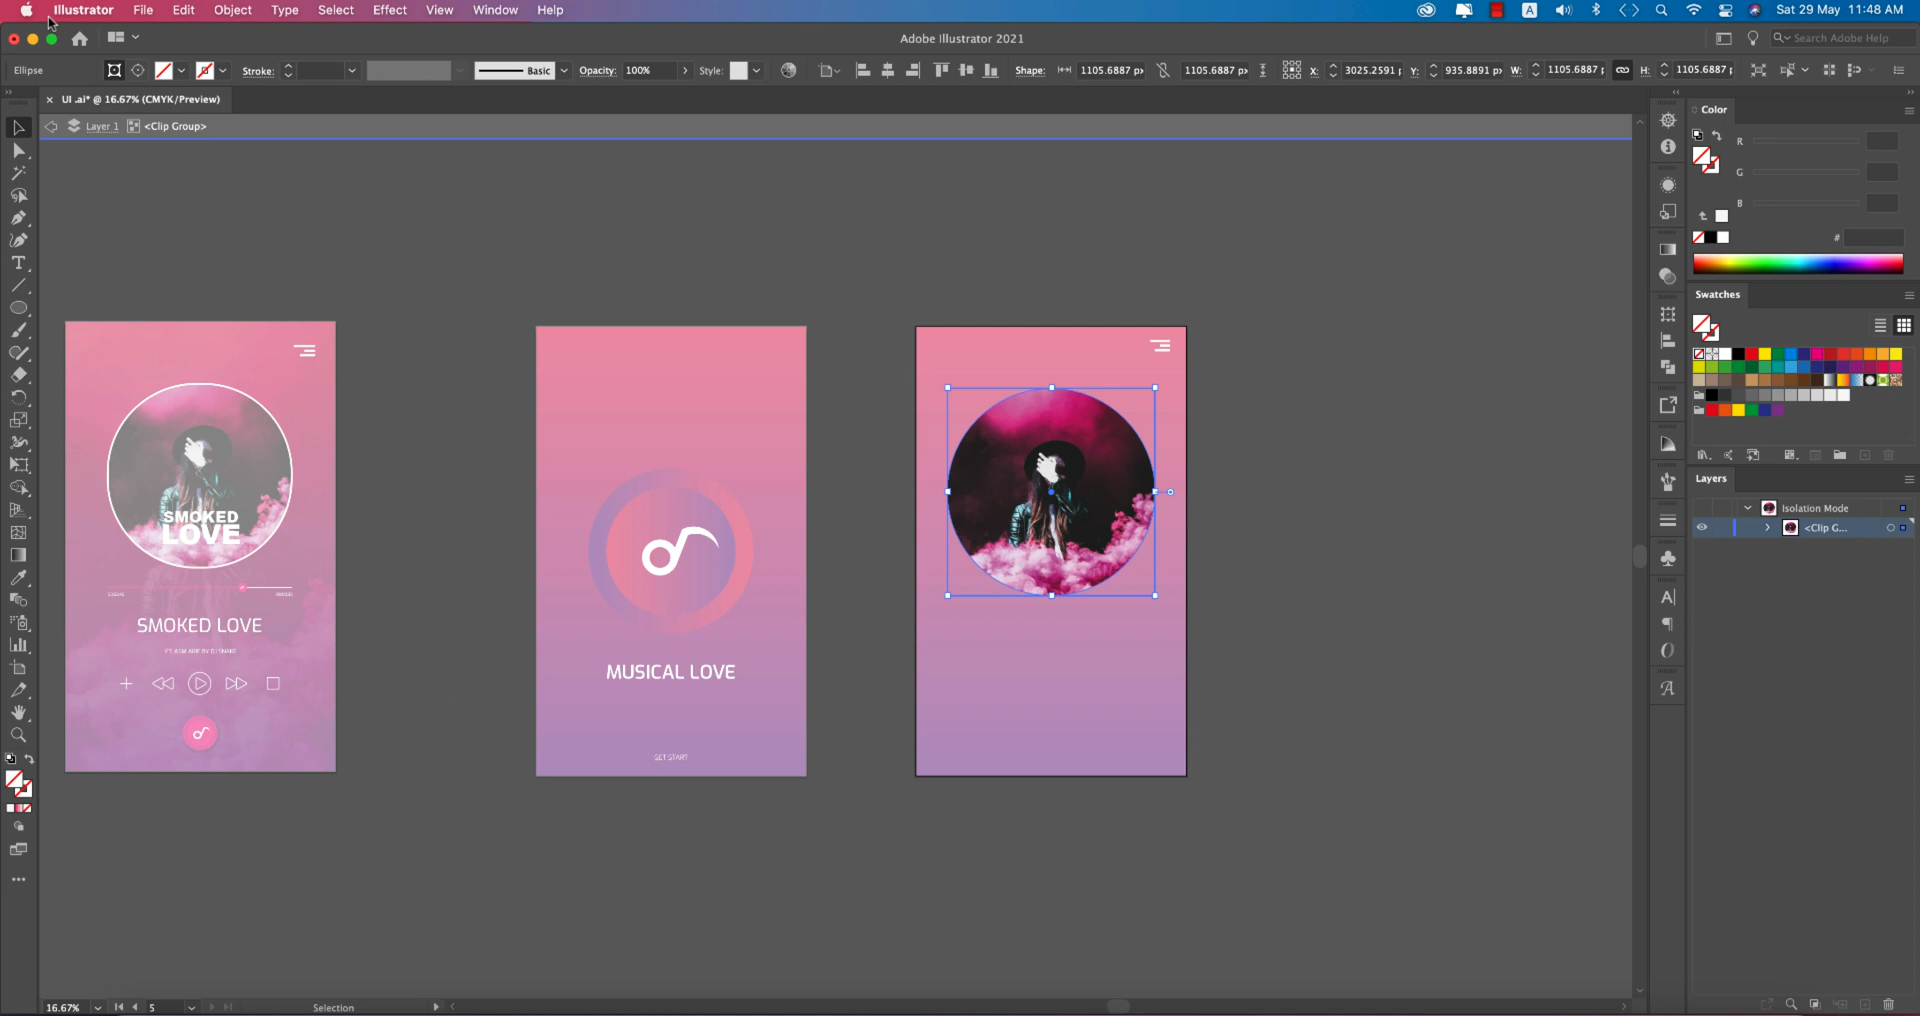 Illustrator File Edit Object Type Select Effect View Window Help
A
Sat 29 May 11:48 AM
Adobe Illustrator 2021
Search Adobe Help
Ellipse
Stroke:
Basic
Opacity: 100%
Style:
Shape:
1105.6887 p
1105.6887 p
X: 3025.2591
Y: 935.8891 p
W: 1105.6887
H: 1105.6887
× UI .ai* @ 16.67% (CMYK/Preview)
Layer 1
<Clip Group>
Color
R
G
B
#
Swatches
Layers
Isolation Mode
<Clip G...
SMOKED
LOVE
SMOKED LOVE
MUSICAL LOVE
GET START
16.67%
5
Selection